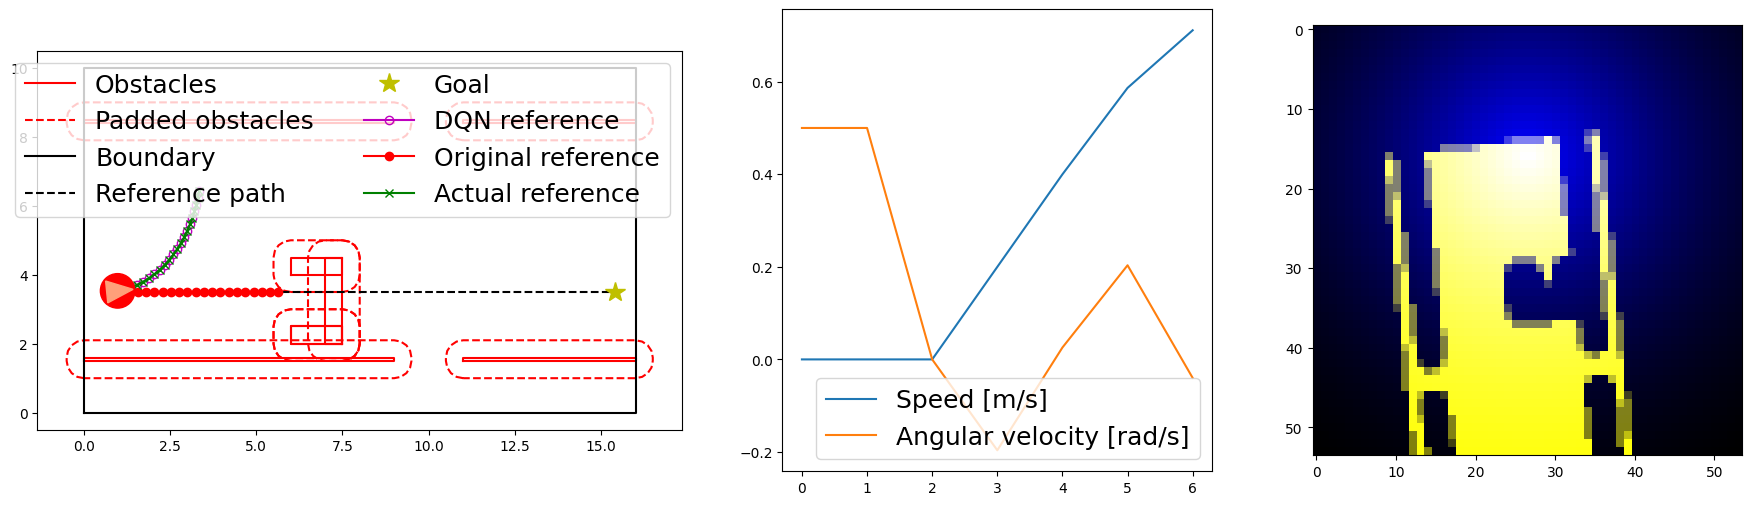 10
8
6
4
2
0
0.0 2.5 5.0 7.5 10.0 12.5 15.0
Obstacles
Padded obstacles
Boundary
Reference path
Goal
DQN reference
Original reference
Actual reference
0.6
0.4
0.2
0.0
−0.2
0 1 2 3 4 5 6
Speed [m/s]
Angular velocity [rad/s]
0
10
20
30
40
50
0 10 20 30 40 50